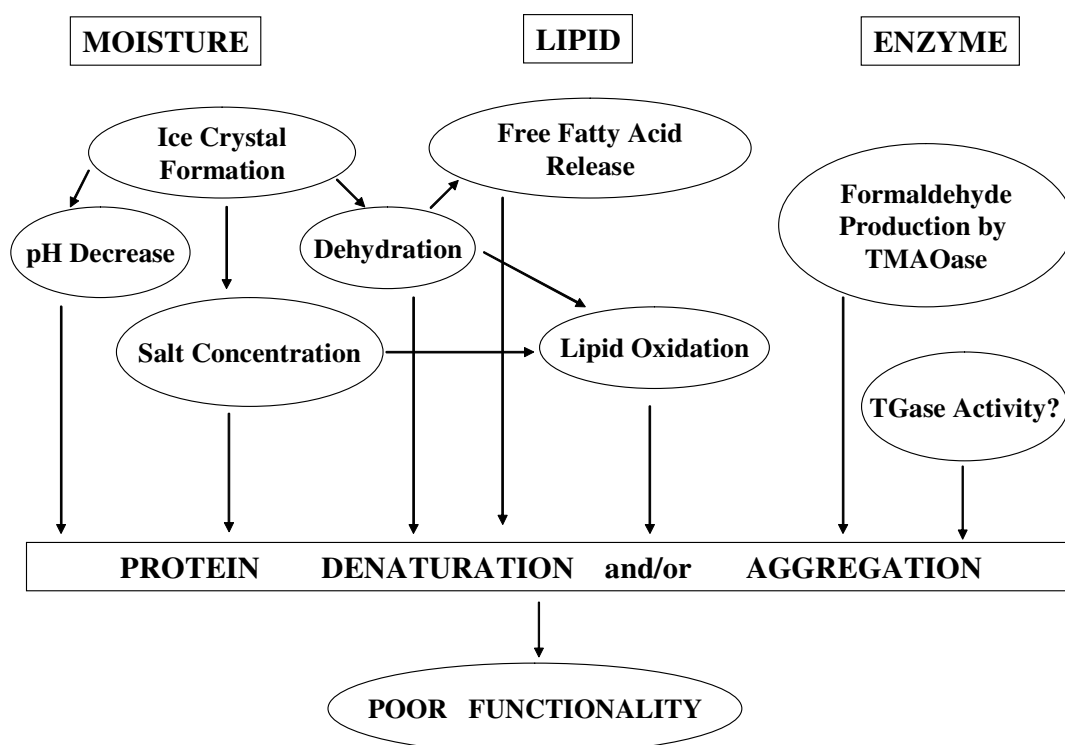 MOISTURE
LIPID
ENZYME
Ice Crystal
Formation
Free Fatty Acid
Release
Formaldehyde
Production by
TMAOase
pH Decrease
Dehydration
Salt Concentration
Lipid Oxidation
TGase Activity?
PROTEIN DENATURATION and/or AGGREGATION
POOR FUNCTIONALITY